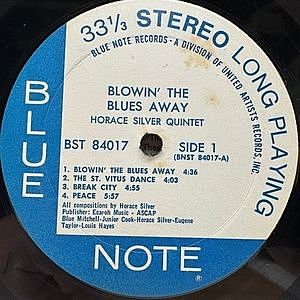 33⅓ STEREO LONG PLAYING
BLUE NOTE RECORDS - A DIVISION OF UNITED ARTISTS RECORDS, INC.
BLOWIN' THE
BLUES AWAY
HORACE SILVER QUINTET
BST 84017
SIDE 1
(BNST 84017-A)
1. BLOWIN' THE BLUES AWAY 4:36
2. THE ST. VITUS DANCE 4:03
3. BREAK CITY 4:55
4. PEACE 5:57
All compositions by Horace Silver
Publisher: Ecaroh Music - ASCAP
Blue Mitchell-Junior Cook-Horace Silver-Eugene
Taylor-Louis Hayes
BLUE
NOTE
®